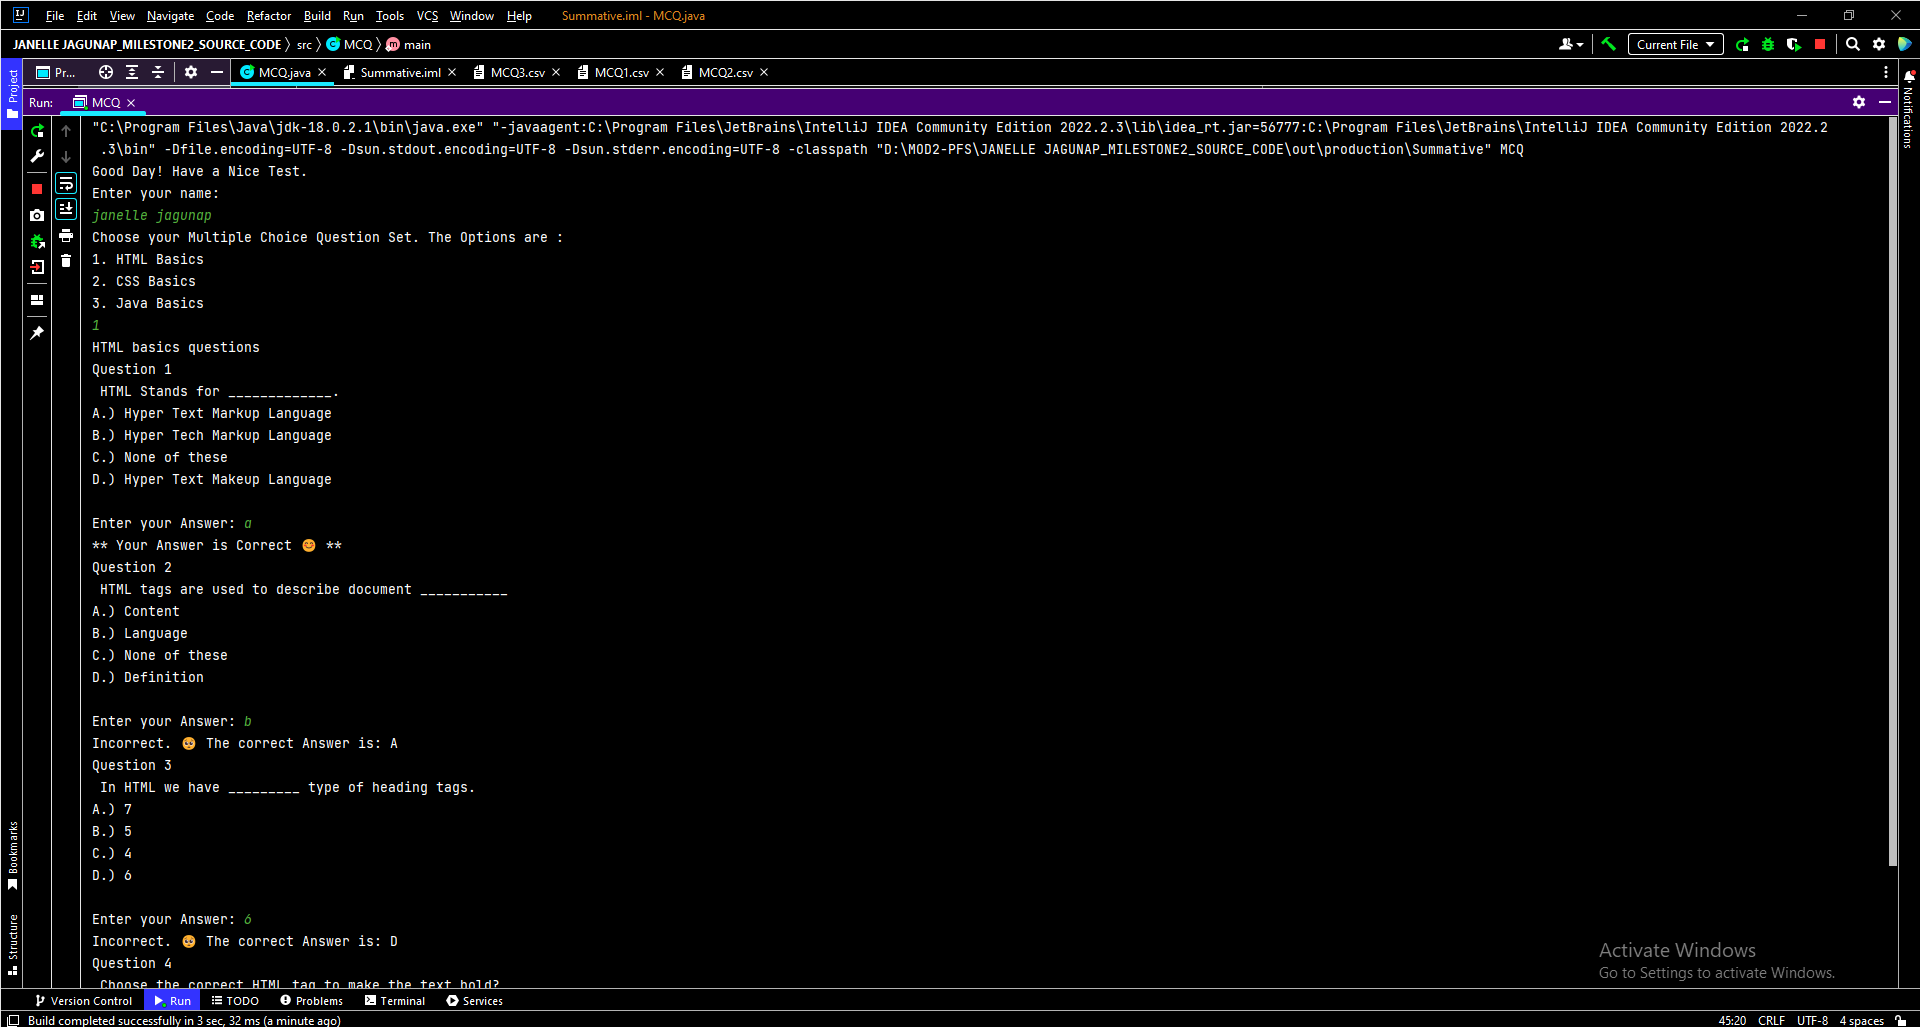 File Edit View Navigate Code Refactor Build Run Tools VCS Window Help Summative.iml - MCQ.java
JANELLE JAGUNAP_MILESTONE2_SOURCE_CODE src MCQ main Current File
Project
Pr... MCQ.java Summative.iml MCQ3.csv MCQ1.csv MCQ2.csv
Notifications
Run: MCQ
"C:\Program Files\Java\jdk-18.0.2.1\bin\java.exe" "-javaagent:C:\Program Files\JetBrains\IntelliJ IDEA Community Edition 2022.2.3\lib\idea_rt.jar=56777:C:\Program Files\JetBrains\IntelliJ IDEA Community Edition 2022.2
.3\bin" -Dfile.encoding=UTF-8 -Dsun.stdout.encoding=UTF-8 -Dsun.stderr.encoding=UTF-8 -classpath "D:\MOD2-PFS\JANELLE JAGUNAP_MILESTONE2_SOURCE_CODE\out\production\Summative" MCQ
Good Day! Have a Nice Test.
Enter your name:
janelle jagunap
Choose your Multiple Choice Question Set. The Options are :
1. HTML Basics
2. CSS Basics
3. Java Basics
1
HTML basics questions
Question 1
HTML Stands for _____________.
A.) Hyper Text Markup Language
B.) Hyper Tech Markup Language
C.) None of these
D.) Hyper Text Makeup Language
Enter your Answer: a
** Your Answer is Correct 😊 **
Question 2
HTML tags are used to describe document ___________
A.) Content
B.) Language
C.) None of these
D.) Definition
Enter your Answer: b
Incorrect. 🥺 The correct Answer is: A
Question 3
In HTML we have _________ type of heading tags.
A.) 7
B.) 5
C.) 4
D.) 6
Enter your Answer: 6
Incorrect. 🥺 The correct Answer is: D
Question 4
Choose the correct HTML tag to make the text bold?
Bookmarks
Structure
Activate Windows
Go to Settings to activate Windows.
Version Control Run TODO Problems Terminal Services
Build completed successfully in 3 sec, 32 ms (a minute ago) 45:20 CRLF UTF-8 4 spaces